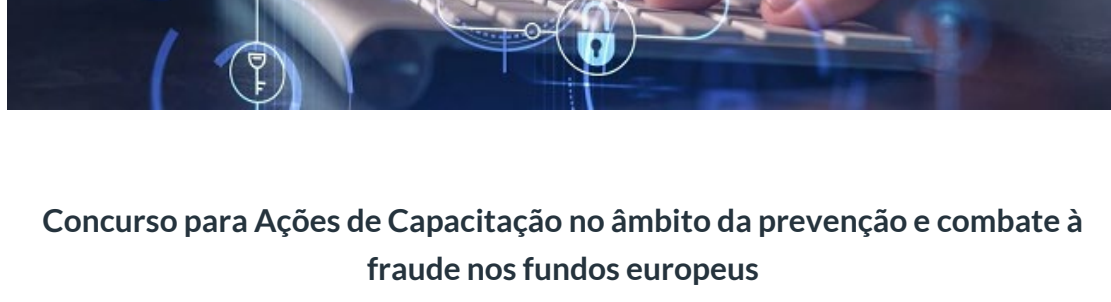 Concurso para Ações de Capacitação no âmbito da prevenção e combate à
fraude nos fundos europeus